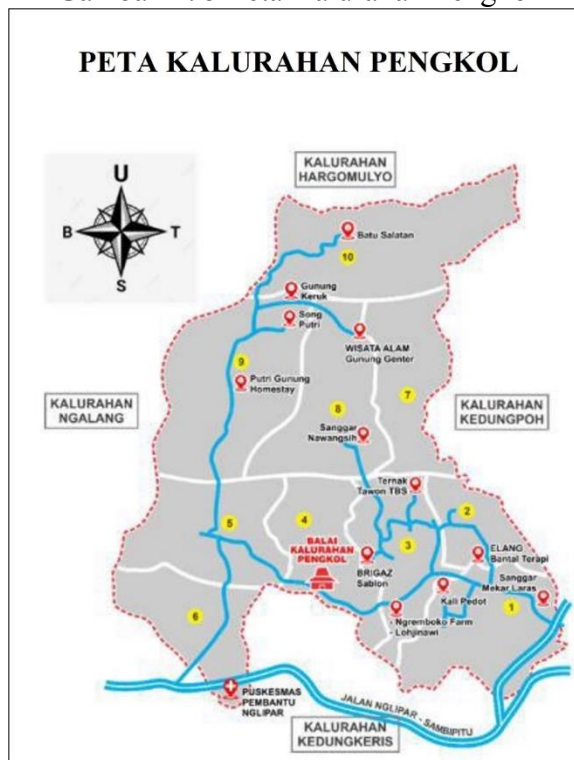 PETA KALURAHAN PENGKOL
KALURAHAN
HARGOMULYO
U
B
T
S
Batu Salatan
10
Gunung
Keruk
Song
Putri
WISATA ALAM
Gunung Genter
9
Putri Gunung
Homestay
KALURAHAN
NGALANG
7
8
KALURAHAN
KEDUNGPOH
Sanggar
Nawangsih
Ternak
Tawon TBS
2
5
4
3
BALAI
KALURAHAN
PENGKOL
BRIGAZ
Sablon
ELANG
Bantal Terapi
Sanggar
Mekar Laras
Kali Pedot
1
- Ngremboko Farm
- Lohjinawi
6
PUSKESMAS
PEMBANTU
NGLIPAR
JALAN NGLIPAR - SAMBIPITU
KALURAHAN
KEDUNGKERIS